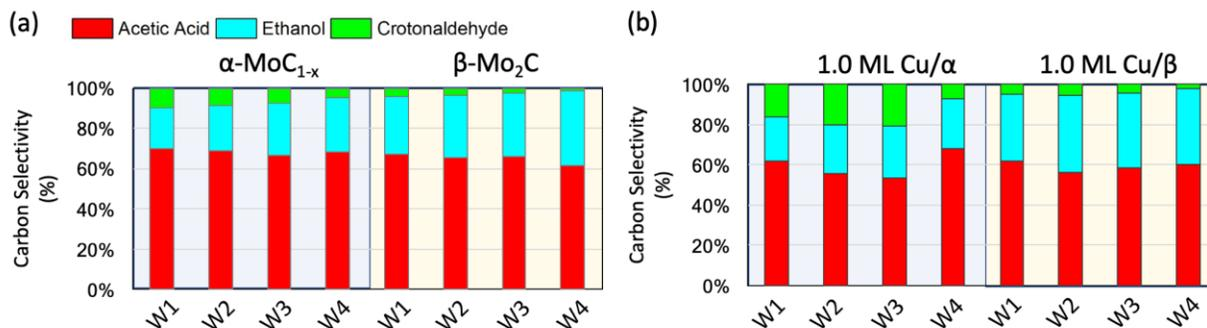 (a)
Acetic Acid Ethanol Crotonaldehyde
α-MoC1-x β-Mo2C
Carbon Selectivity
(%)
100%
80%
60%
40%
20%
0%
W1 W2 W3 W4 W1 W2 W3 W4
(b)
1.0 ML Cu/α 1.0 ML Cu/β
Carbon Selectivity
(%)
100%
80%
60%
40%
20%
0%
W1 W2 W3 W4 W1 W2 W3 W4